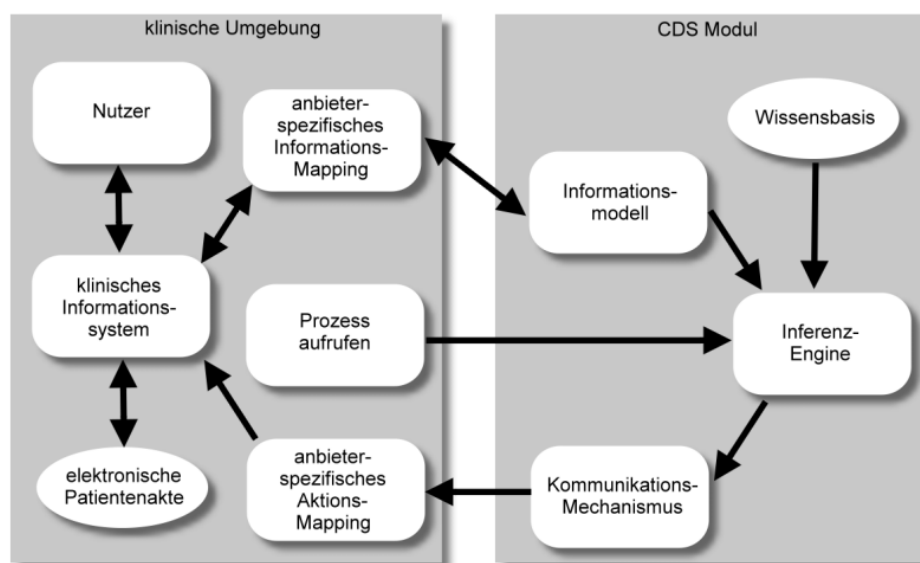 klinische Umgebung
Nutzer
anbieter-
spezifisches
Informations-
Mapping
klinisches
Informations-
system
Prozess
aufrufen
elektronische
Patientenakte
anbieter-
spezifisches
Aktions-
Mapping
CDS Modul
Wissensbasis
Informations-
modell
Inferenz-
Engine
Kommunikations-
Mechanismus